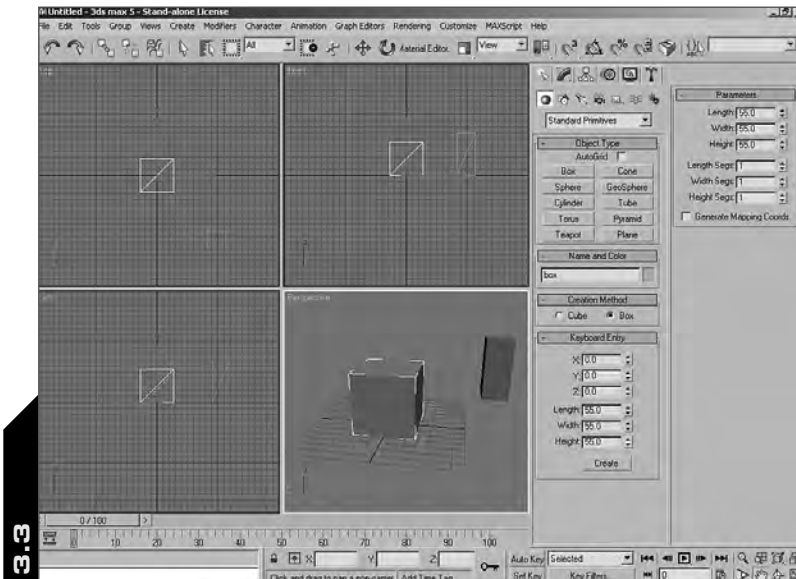 Untitled - 3ds max 5 - Stand-alone License
File Edit Tools Group Views Create Modifiers Character Animation Graph Editors Rendering Customize MAXScript Help
All
Material Editor
View
ABC
Perspective
Standard Primitives
- Object Type
AutoGrid
Box Cone
Sphere GeoSphere
Cylinder Tube
Torus Pyramid
Teapot Plane
- Name and Color
box
- Creation Method
Cube Box
- Keyboard Entry
X: 0.0
Y: 0.0
Z: 0.0
Length: 55.0
Width: 55.0
Height: 55.0
Create
- Parameters
Length: 55.0
Width: 55.0
Height: 55.0
Length Segs: 1
Width Segs: 1
Height Segs: 1
Generate Mapping Coords.
0 / 100 >
0 10 20 30 40 50 60 70 80 90 100
X: Y: Z:
Auto Key Selected
Click and drag to pan a non-camera Add Time Tag
Set Key Key Filters... 0
3.3